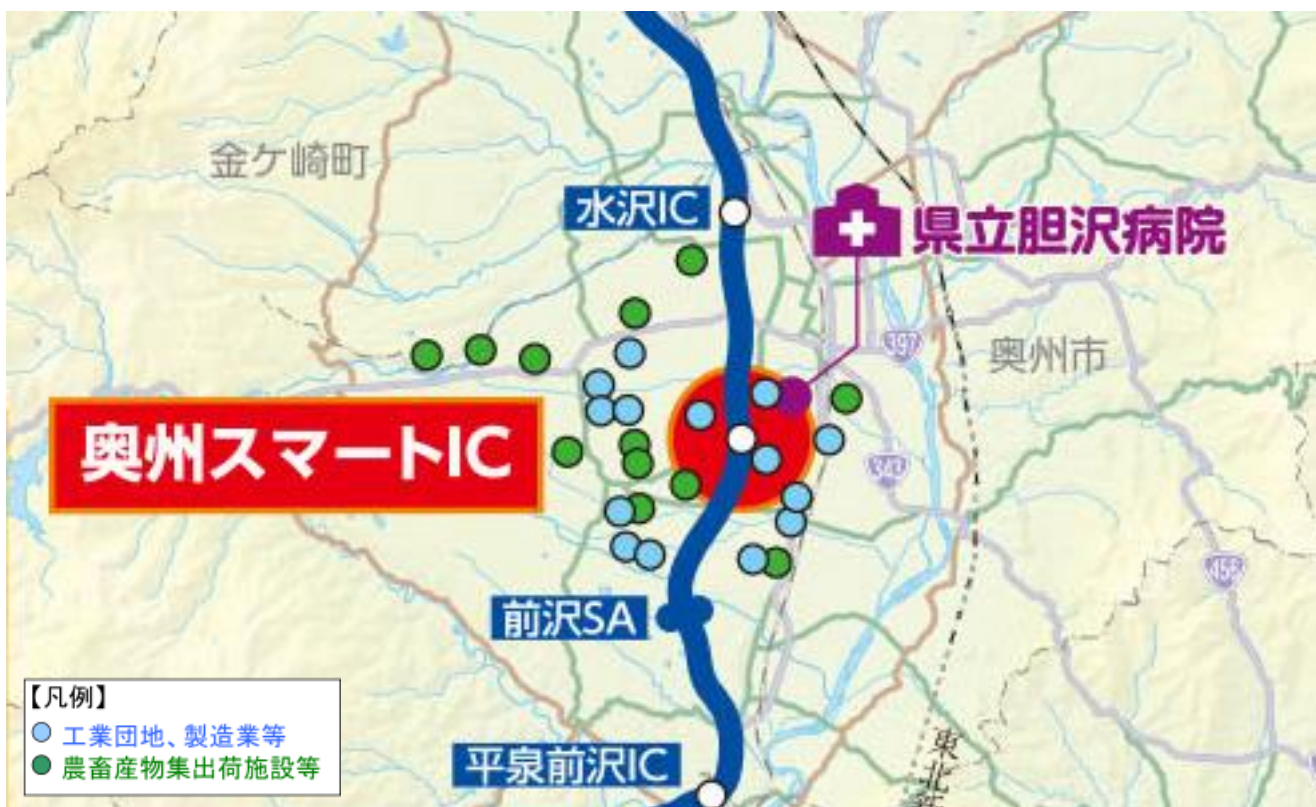 金ケ崎町
水沢IC
県立胆沢病院
397
奥州市
奥州スマートIC
343
456
前沢SA
【凡例】
工業団地、製造業等
農畜産物集出荷施設等
平泉前沢IC
東北